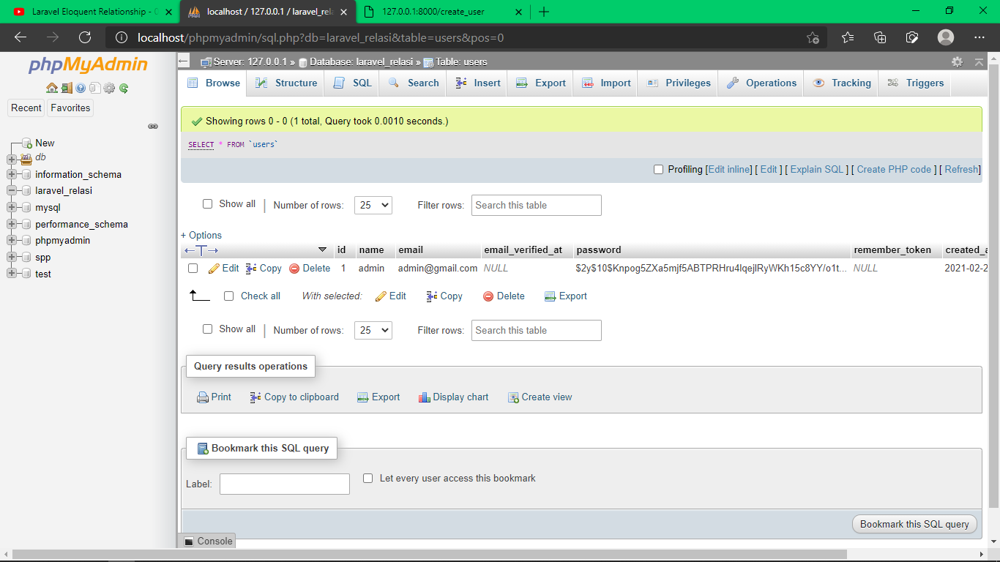 Laravel Eloquent Relationship -
localhost / 127.0.0.1 / laravel_rela
127.0.0.1:8000/create_user
localhost/phpmyadmin/sql.php?db=laravel_relasi&table=users&pos=0
phpMyAdmin
Recent
Favorites
New
db
information_schema
laravel_relasi
mysql
performance_schema
phpmyadmin
spp
test
Server: 127.0.0.1 » Database: laravel_relasi » Table: users
Browse Structure SQL Search Insert Export Import Privileges Operations Tracking Triggers
Showing rows 0 - 0 (1 total, Query took 0.0010 seconds.)
SELECT * FROM `users`
Profiling [Edit inline] [ Edit ] [ Explain SQL ] [ Create PHP code ] [ Refresh]
Show all | Number of rows: 25 Filter rows: Search this table
+ Options
←T→ id name email email_verified_at password remember_token created_a
Edit Copy Delete 1 admin admin@gmail.com NULL $2y$10$Knpog5ZXa5mjf5ABTPRHru4lqejlRyWKh15c8YY/o1t... NULL 2021-02-2
Check all With selected: Edit Copy Delete Export
Show all | Number of rows: 25 Filter rows: Search this table
Query results operations
Print Copy to clipboard Export Display chart Create view
Bookmark this SQL query
Label: Let every user access this bookmark
Bookmark this SQL query
Console